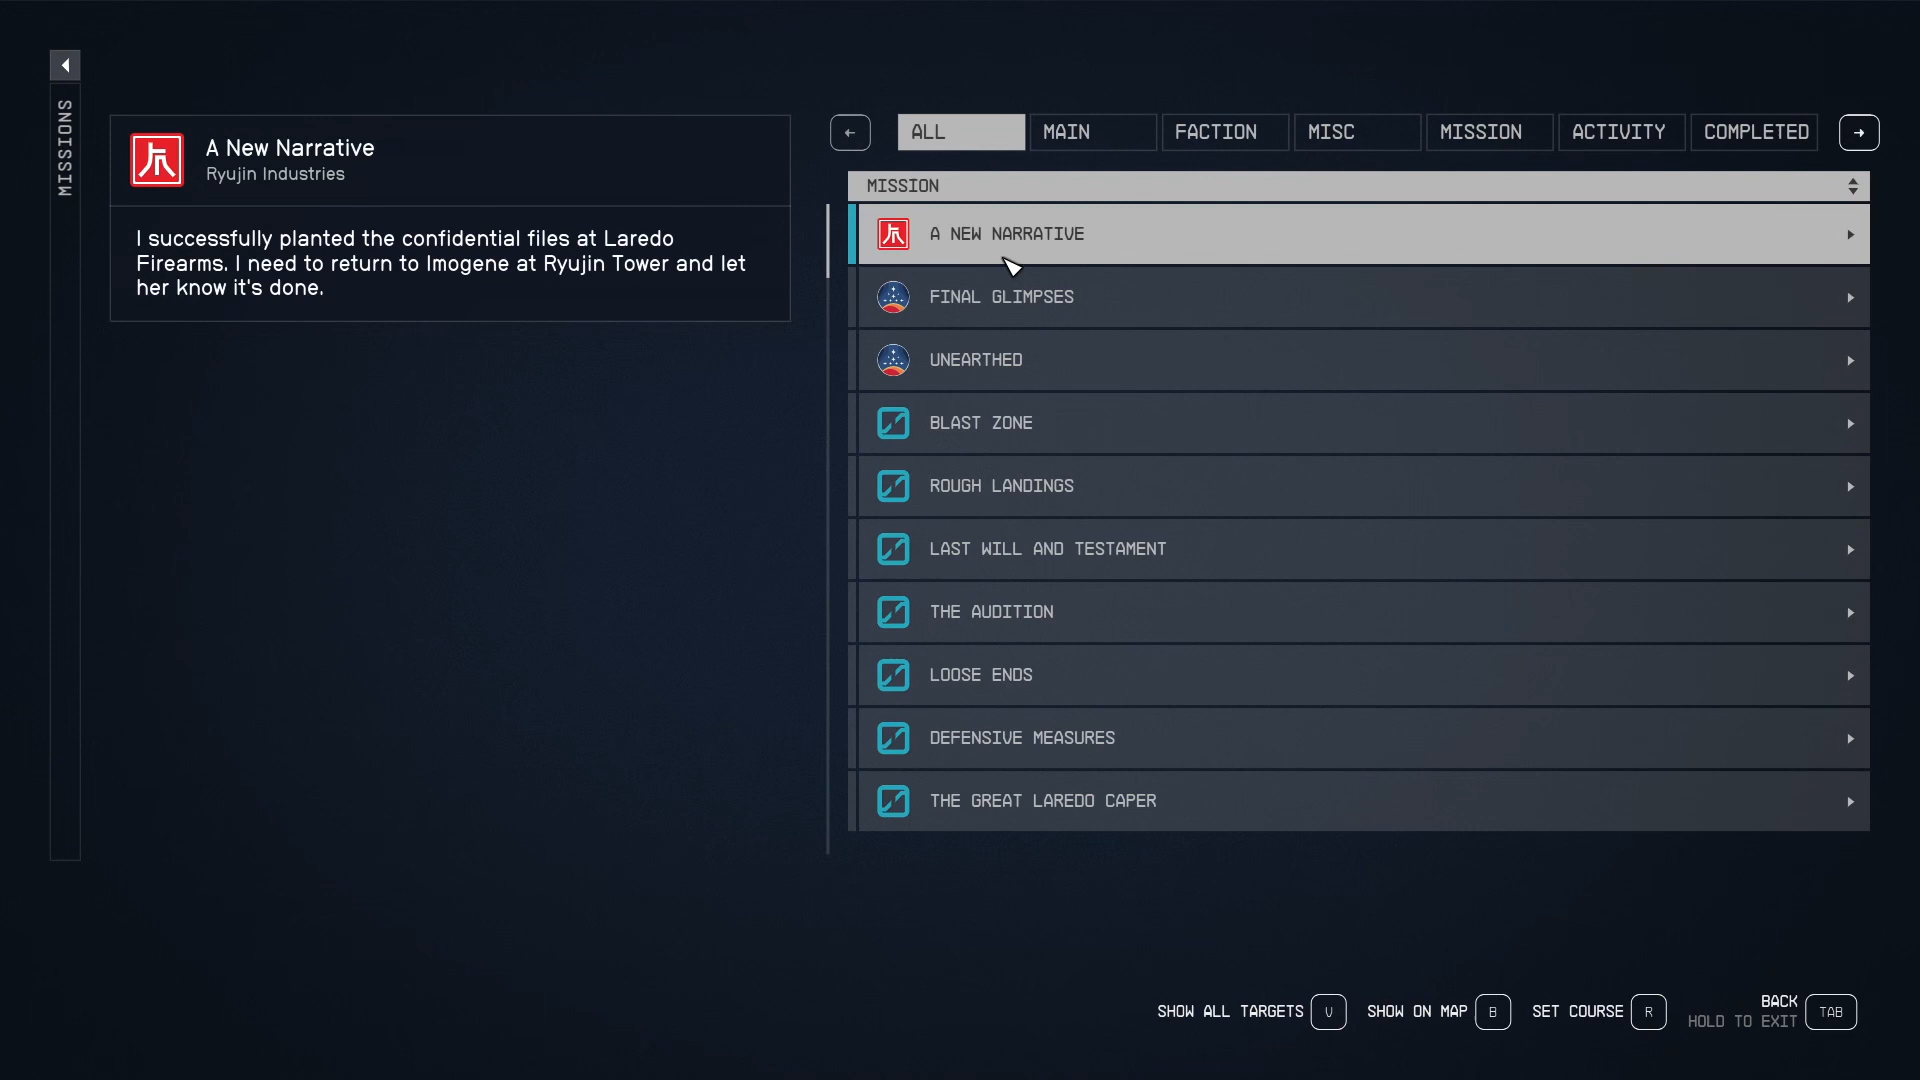 MISSIONS
A New Narrative
Ryujin Industries
I successfully planted the confidential files at Laredo
Firearms. I need to return to Imogene at Ryujin Tower and let
her know it's done.
ALL
MAIN
FACTION
MISC
MISSION
ACTIVITY
COMPLETED
MISSION
A NEW NARRATIVE
FINAL GLIMPSES
UNEARTHED
BLAST ZONE
ROUGH LANDINGS
LAST WILL AND TESTAMENT
THE AUDITION
LOOSE ENDS
DEFENSIVE MEASURES
THE GREAT LAREDO CAPER
SHOW ALL TARGETS V
SHOW ON MAP B
SET COURSE R
BACK
HOLD TO EXIT
TAB